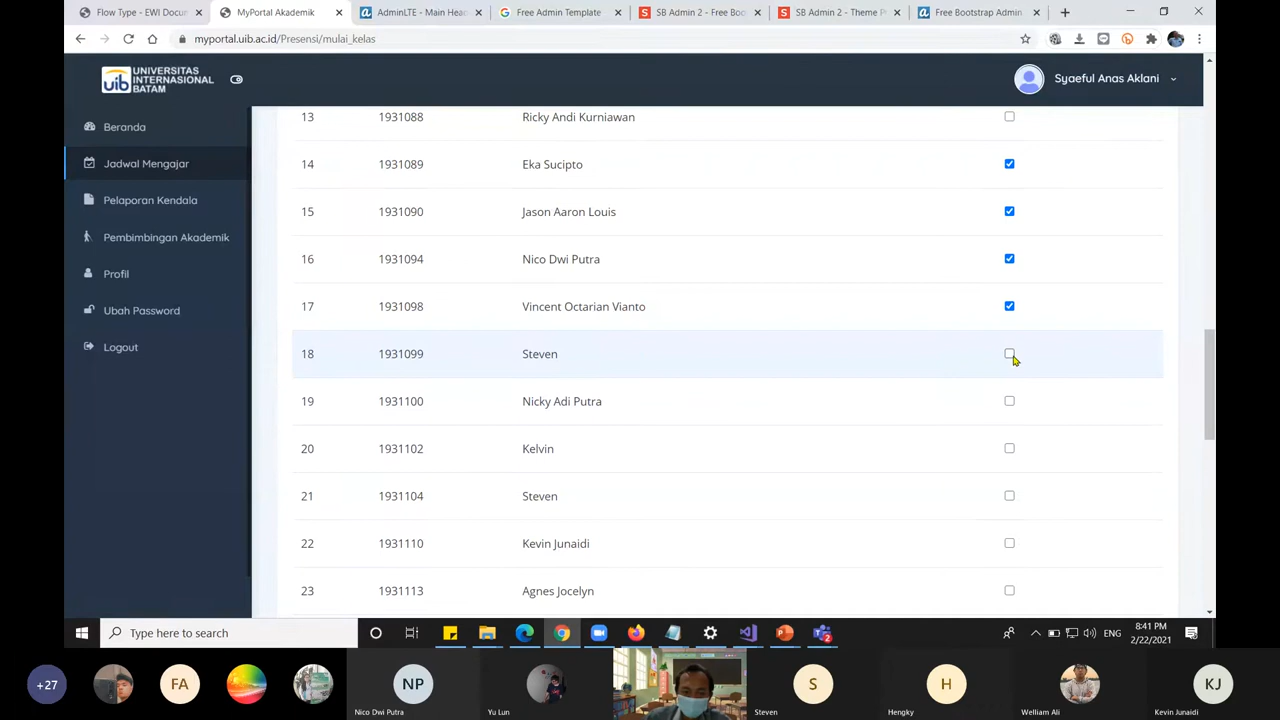 Flow Type - EWI Docum
MyPortal Akademik
AdminLTE - Main Head
Free Admin Template
SB Admin 2 - Free Boo
SB Admin 2 - Theme P
Free Bootstrap Admin
myportal.uib.ac.id/Presensi/mulai_kelas
uib UNIVERSITAS
INTERNASIONAL
BATAM
Syaeful Anas Aklani
Beranda
Jadwal Mengajar
Pelaporan Kendala
Pembimbingan Akademik
Profil
Ubah Password
Logout
13 1931088 Ricky Andi Kurniawan
14 1931089 Eka Sucipto
15 1931090 Jason Aaron Louis
16 1931094 Nico Dwi Putra
17 1931098 Vincent Octarian Vianto
18 1931099 Steven
19 1931100 Nicky Adi Putra
20 1931102 Kelvin
21 1931104 Steven
22 1931110 Kevin Junaidi
23 1931113 Agnes Jocelyn
Type here to search
ENG
8:41 PM
2/22/2021
+27
FA
NP
S
H
KJ
Nico Dwi Putra
Yu Lun
Steven
Hengky
Welliam Ali
Kevin Junaidi